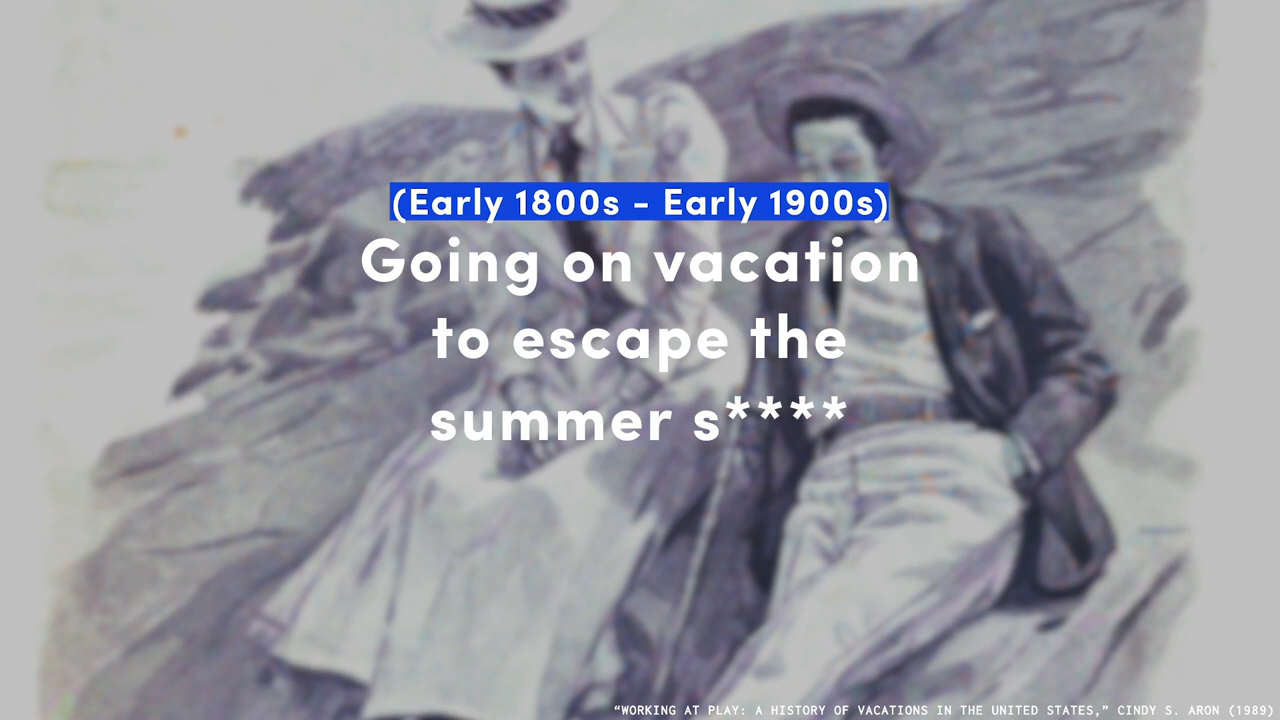 (Early 1800s - Early 1900s)
Going on vacation
to escape the
summer s****
“WORKING AT PLAY: A HISTORY OF VACATIONS IN THE UNITED STATES,” CINDY S. ARON (1989)